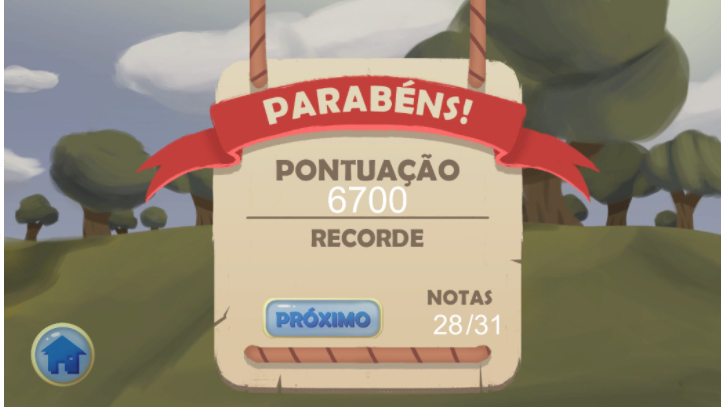 PARABÉNS!
PONTUAÇÃO
6700
RECORDE
NOTAS
PRÓXIMO
28/31